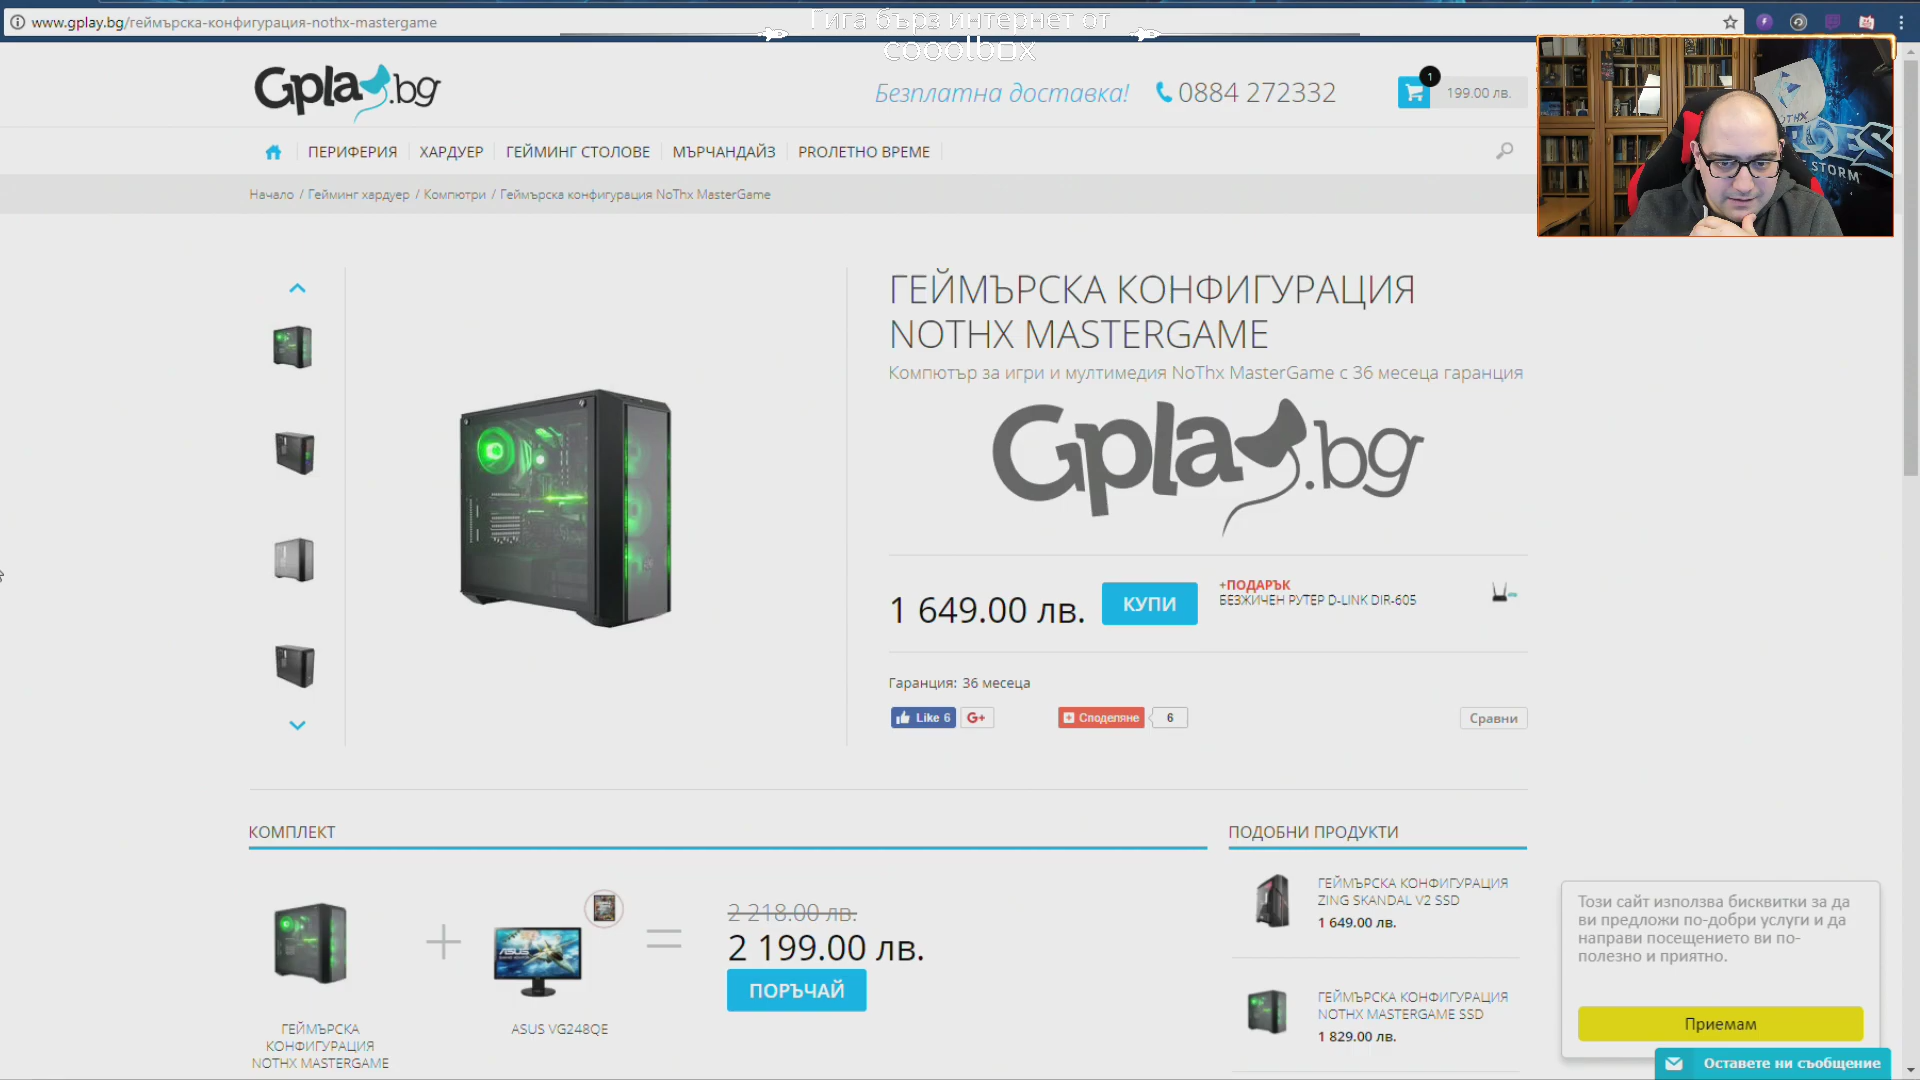 www.gplay.bg/геймърска-конфигурация-nothx-mastergame
Гига бърз интернет от
cooolbox
Gplay.bg
Безплатна доставка!
0884 272332
1
199.00 лв.
ПЕРИФЕРИЯ
ХАРДУЕР
ГЕЙМИНГ СТОЛОВЕ
МЪРЧАНДАЙЗ
PROЛЕТНО ВРЕМЕ
Начало / Гейминг хардуер / Компютри / Геймърска конфигурация NoThx MasterGame
STORM
ГЕЙМЪРСКА КОНФИГУРАЦИЯ
NOTHX MASTERGAME
Компютър за игри и мултимедия NoThx MasterGame с 36 месеца гаранция
Gplay.bg
1 649.00 лв.
КУПИ
+ПОДАРЪК
БЕЗЖИЧЕН РУТЕР D-LINK DIR-605
Гаранция: 36 месеца
Like 6
G+
Споделяне
6
Сравни
КОМПЛЕКТ
2 218.00 лв.
2 199.00 лв.
ПОРЪЧАЙ
ГЕЙМЪРСКА
КОНФИГУРАЦИЯ
NOTHX MASTERGAME
ASUS VG248QE
ПОДОБНИ ПРОДУКТИ
ГЕЙМЪРСКА КОНФИГУРАЦИЯ
ZING SKANDAL V2 SSD
1 649.00 лв.
ГЕЙМЪРСКА КОНФИГУРАЦИЯ
NOTHX MASTERGAME SSD
1 829.00 лв.
Този сайт използва бисквитки за да
ви предложи по-добри услуги и да
направи посещението ви по-
полезно и приятно.
Приемам
Оставете ни съобщение